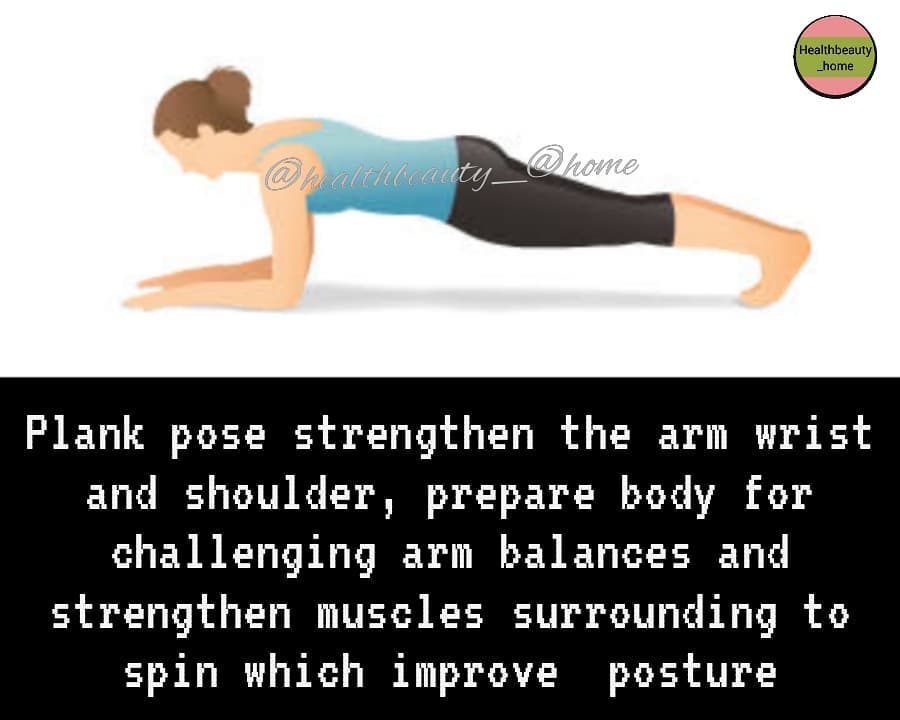 Healthbeauty
_home
@healthbeauty__@home
Plank pose strengthen the arm wrist
and shoulder, prepare body for
challenging arm balances and
strengthen muscles surrounding to
spin which improve  posture